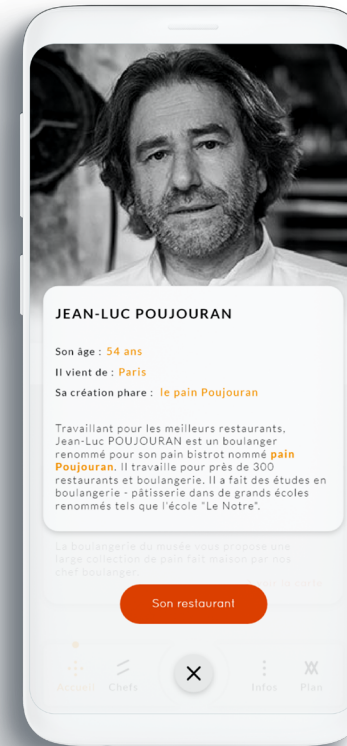 JEAN-LUC POUJOURAN
Son âge : 54 ans
Il vient de : Paris
Sa création phare : le pain Poujouran
Travaillant pour les meilleurs restaurants,
Jean-Luc POUJOURAN est un boulanger
renommé pour son pain bistrot nommé pain
Poujouran. Il travaille pour près de 300
restaurants et boulangerie. Il a fait des études en
boulangerie - pâtisserie dans de grands écoles
renommés tels que l'école "Le Notre".
La boulangerie du musée vous propose une
large collection de pain fait maison par nos
chef boulanger.
Son restaurant
Accueil Chefs Infos Plan